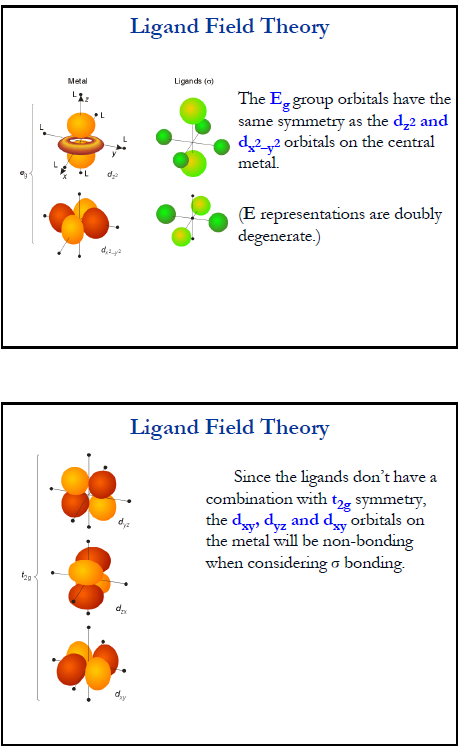 Ligand Field Theory
Metal
Ligands (σ)
L
z
L
L
L
y
L
x
L
d_z²
e_g
d_x²₋y²
The E_g group orbitals have the
same symmetry as the d_z² and
d_x²₋y² orbitals on the central
metal.
(E representations are doubly
degenerate.)
Ligand Field Theory
d_yz
t_2g
d_zx
d_xy
Since the ligands don't have a
combination with t_2g symmetry,
the d_xy, d_yz and d_xy orbitals on
the metal will be non-bonding
when considering σ bonding.